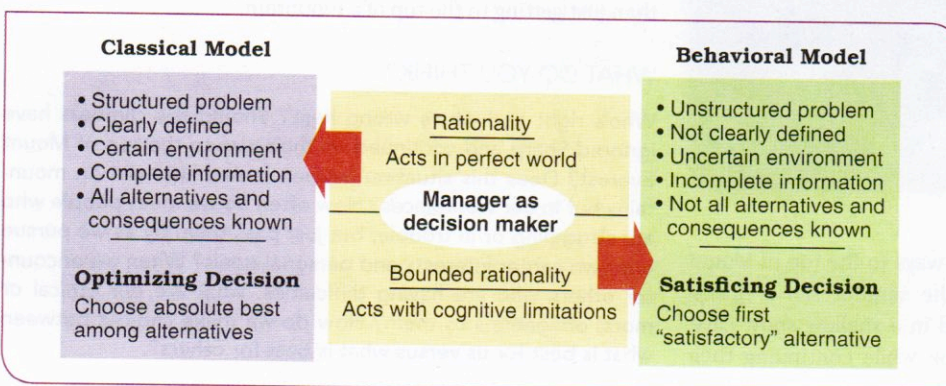 Classical Model
• Structured problem
• Clearly defined
• Certain environment
• Complete information
• All alternatives and
consequences known
Optimizing Decision
Choose absolute best
among alternatives
Rationality
Acts in perfect world
Manager as
decision maker
Bounded rationality
Acts with cognitive limitations
Behavioral Model
• Unstructured problem
• Not clearly defined
• Uncertain environment
• Incomplete information
• Not all alternatives and
consequences known
Satisficing Decision
Choose first
“satisfactory” alternative